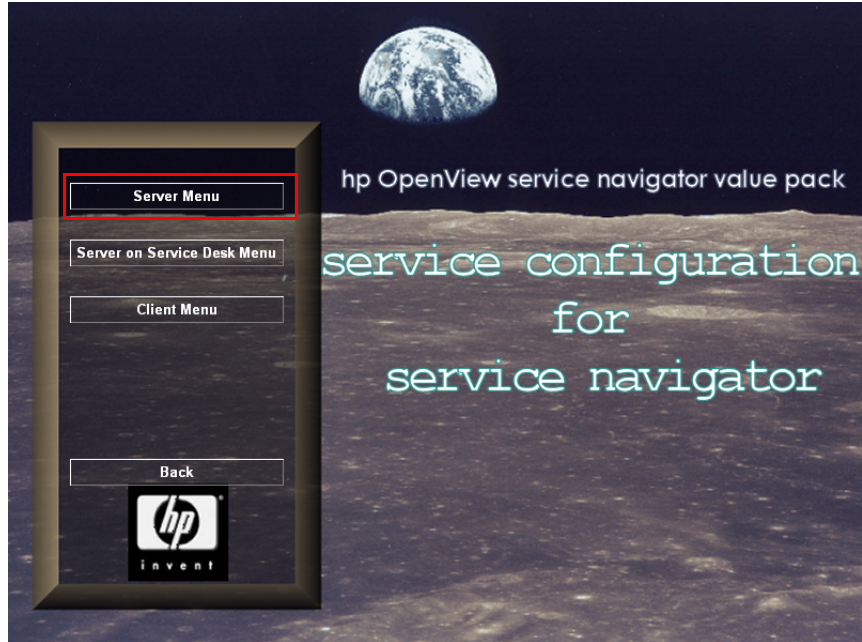 hp OpenView service navigator value pack
service configuration
for
service navigator
Server Menu
Server on Service Desk Menu
Client Menu
Back
hp
invent